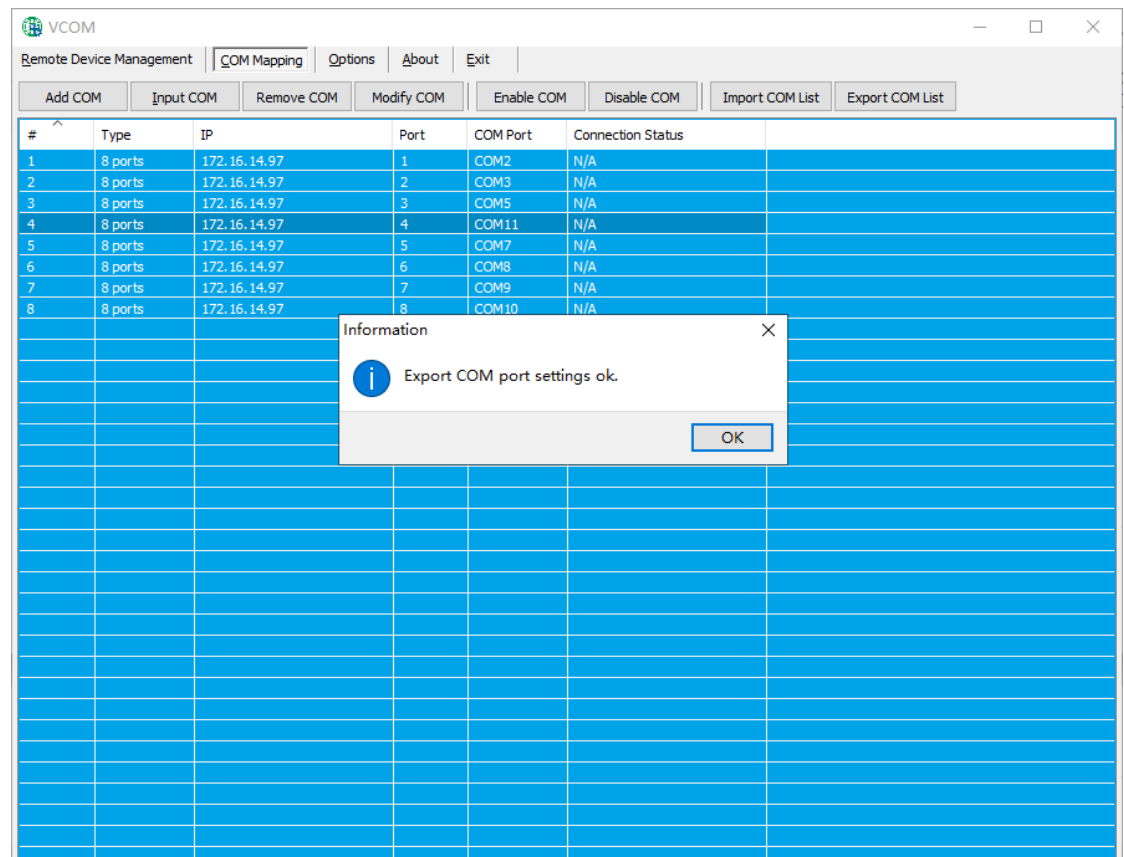 VCOM
Remote Device Management COM Mapping Options About Exit
Add COM Input COM Remove COM Modify COM Enable COM Disable COM Import COM List Export COM List
# Type IP Port COM Port Connection Status
1 8 ports 172.16.14.97 1 COM2 N/A
2 8 ports 172.16.14.97 2 COM3 N/A
3 8 ports 172.16.14.97 3 COM5 N/A
4 8 ports 172.16.14.97 4 COM11 N/A
5 8 ports 172.16.14.97 5 COM7 N/A
6 8 ports 172.16.14.97 6 COM8 N/A
7 8 ports 172.16.14.97 7 COM9 N/A
8 8 ports 172.16.14.97 8 COM10 N/A
Information
Export COM port settings ok.
OK